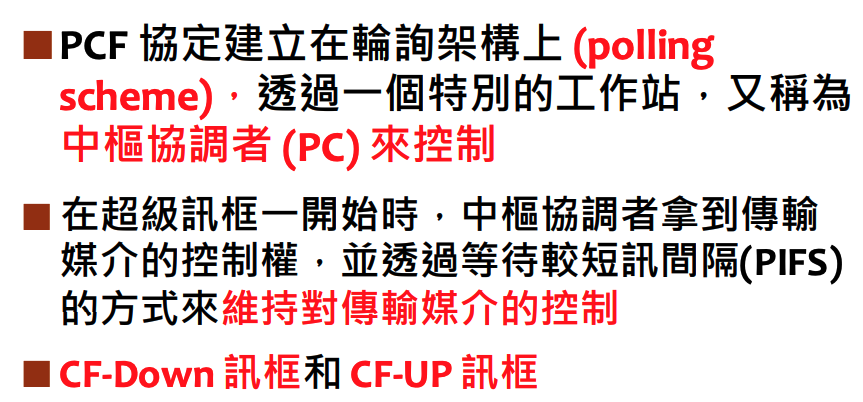 ■ PCF 協定建立在輪詢架構上 (polling
scheme)，透過一個特別的工作站，又稱為
中樞協調者 (PC) 來控制
■ 在超級訊框一開始時，中樞協調者拿到傳輸
媒介的控制權，並透過等待較短訊間隔(PIFS)
的方式來維持對傳輸媒介的控制
■ CF-Down 訊框和 CF-UP 訊框